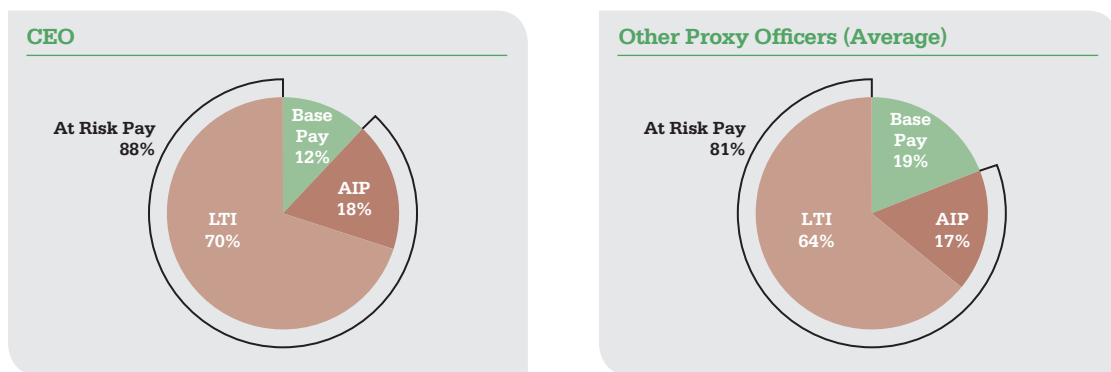 CEO
At Risk Pay
88%
Base
Pay
12%
AIP
18%
LTI
70%
Other Proxy Officers (Average)
At Risk Pay
81%
Base
Pay
19%
AIP
17%
LTI
64%